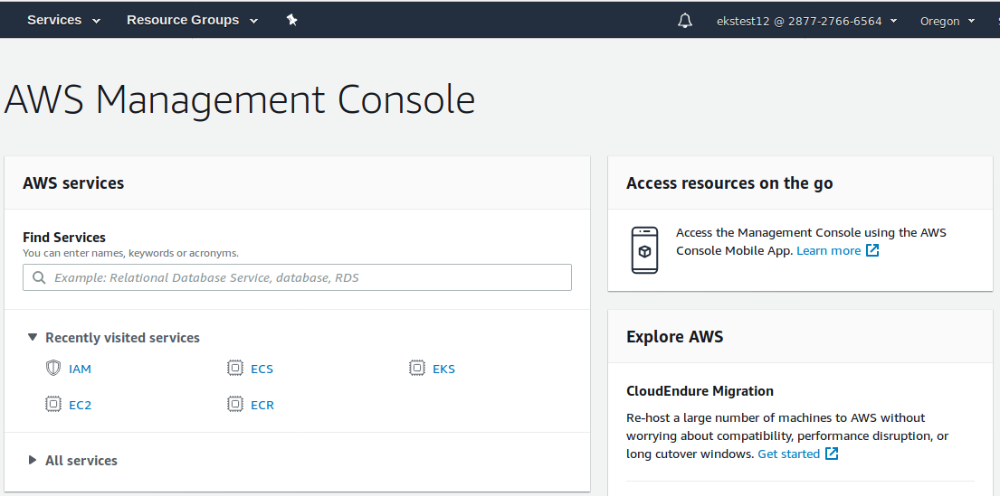 Services
Resource Groups
ekstest12 @ 2877-2766-6564
Oregon
AWS Management Console
AWS services
Find Services
You can enter names, keywords or acronyms.
Example: Relational Database Service, database, RDS
Recently visited services
IAM
ECS
EKS
EC2
ECR
All services
Access resources on the go
Access the Management Console using the AWS
Console Mobile App. Learn more
Explore AWS
CloudEndure Migration
Re-host a large number of machines to AWS without
worrying about compatibility, performance disruption, or
long cutover windows. Get started